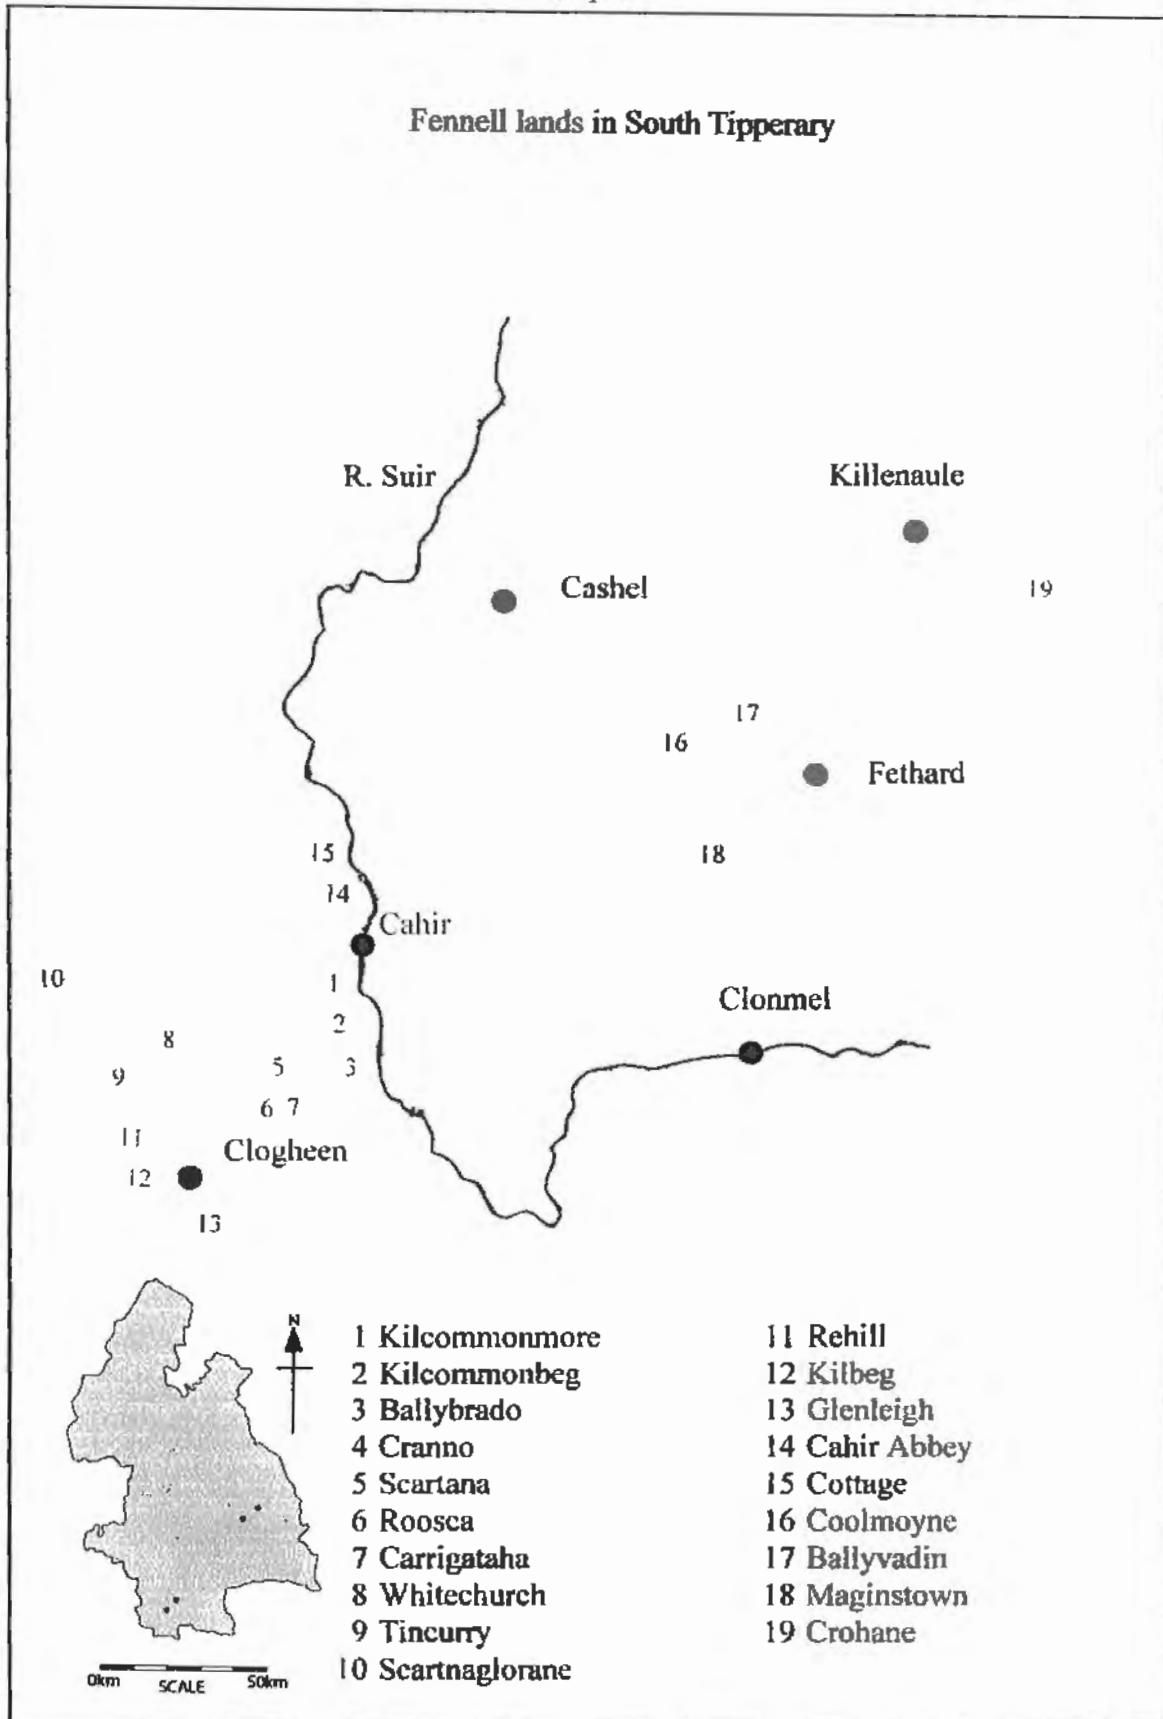 Fennell lands in South Tipperary
R. Suir
Killenaule
Cashel
19
17
16
Fethard
15
18
14
Cahir
10
1
Clonmel
2
8
5
3
9
6 7
11
Clogheen
12
13
N
1 Kilcommonmore
2 Kilcommonbeg
3 Ballybrado
4 Cranno
5 Scartana
6 Roosca
7 Carrigataha
8 Whitechurch
9 Tincurry
10 Scartnaglorane
11 Rehill
12 Kilbeg
13 Glenleigh
14 Cahir Abbey
15 Cottage
16 Coolmoyne
17 Ballyvadin
18 Maginstown
19 Crohane
0km SCALE 50km